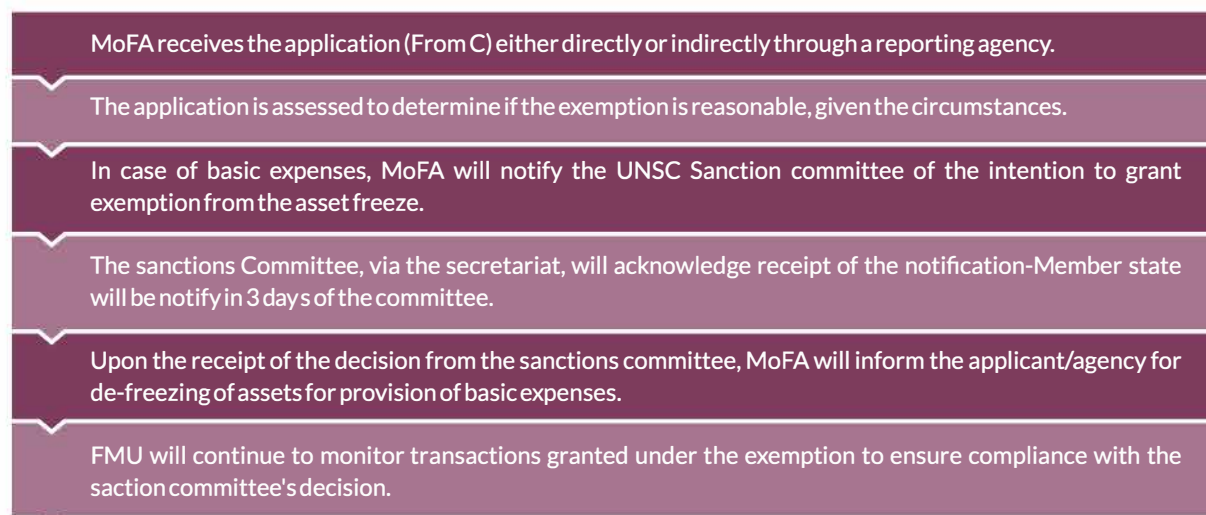 MoFA receives the application (From C) either directly or indirectly through a reporting agency.
The application is assessed to determine if the exemption is reasonable, given the circumstances.
In case of basic expenses, MoFA will notify the UNSC Sanction committee of the intention to grant
exemption from the asset freeze.
The sanctions Committee, via the secretariat, will acknowledge receipt of the notification-Member state
will be notify in 3 days of the committee.
Upon the receipt of the decision from the sanctions committee, MoFA will inform the applicant/agency for
de-freezing of assets for provision of basic expenses.
FMU will continue to monitor transactions granted under the exemption to ensure compliance with the
saction committee's decision.